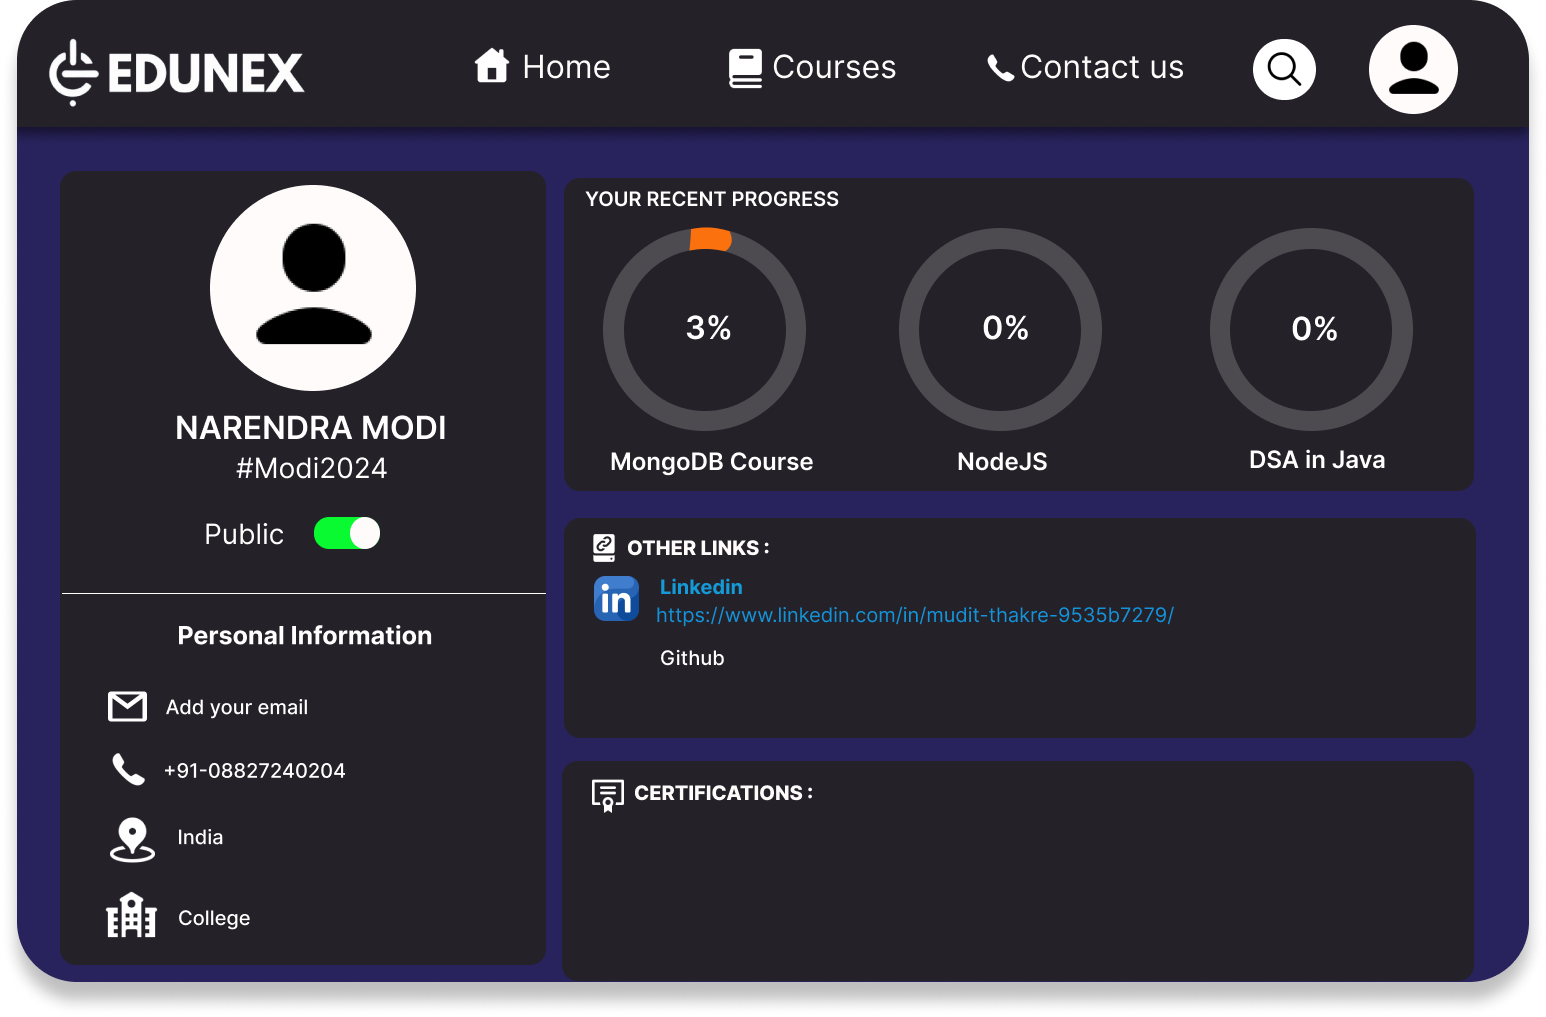 EDUNEX
Home
Courses
Contact us
NARENDRA MODI
#Modi2024
Public
Personal Information
Add your email
+91-08827240204
India
College
YOUR RECENT PROGRESS
3%
0%
0%
MongoDB Course
NodeJS
DSA in Java
OTHER LINKS :
in
Linkedin
https://www.linkedin.com/in/mudit-thakre-9535b7279/
Github
CERTIFICATIONS :